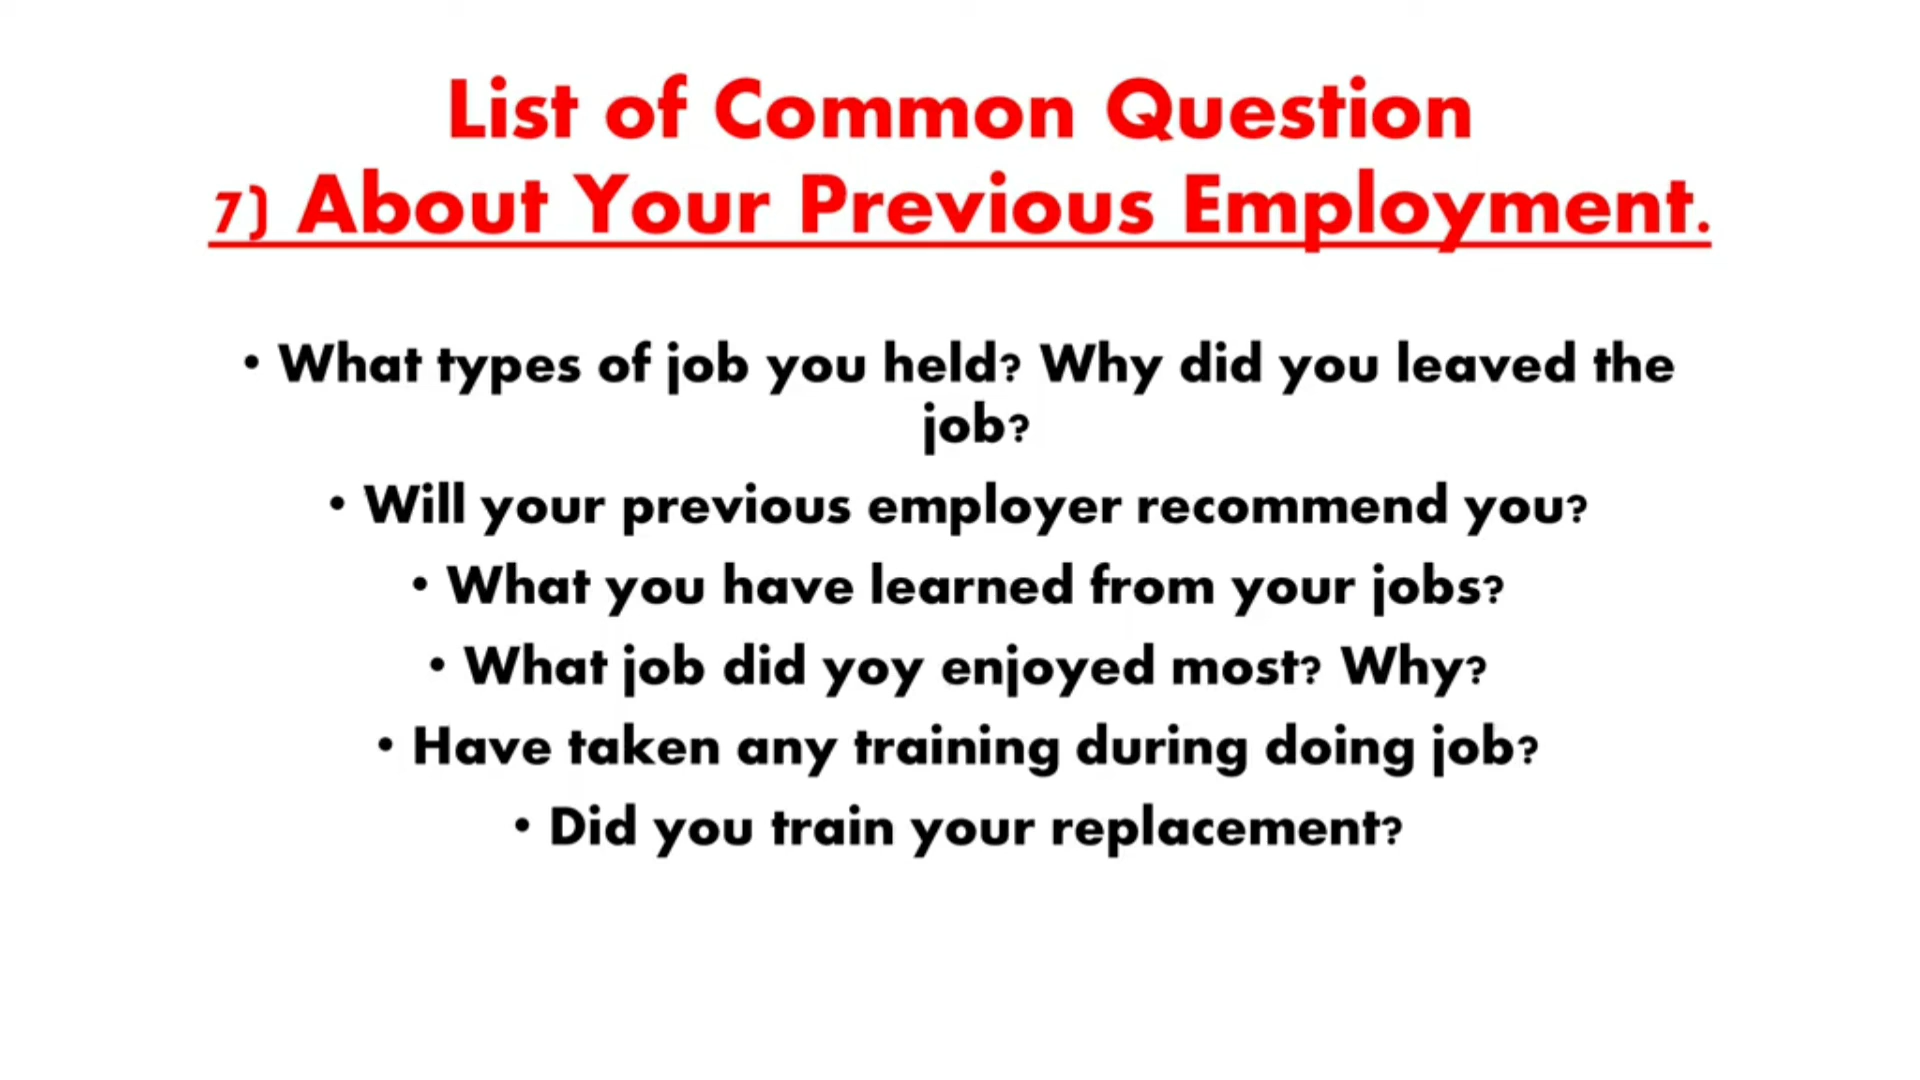 List of Common Question
7) About Your Previous Employment.
• What types of job you held? Why did you leaved the
job?
• Will your previous employer recommend you?
• What you have learned from your jobs?
• What job did yoy enjoyed most? Why?
• Have taken any training during doing job?
• Did you train your replacement?